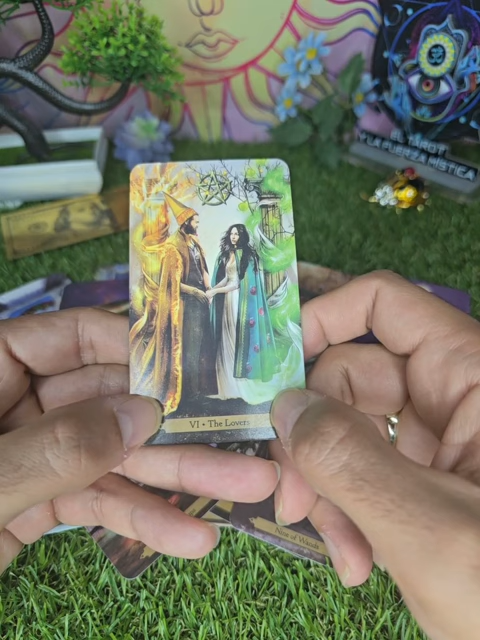 EL TAROT
Y LA FUERZA MÍSTICA
VI • The Lovers
Nine of Wands